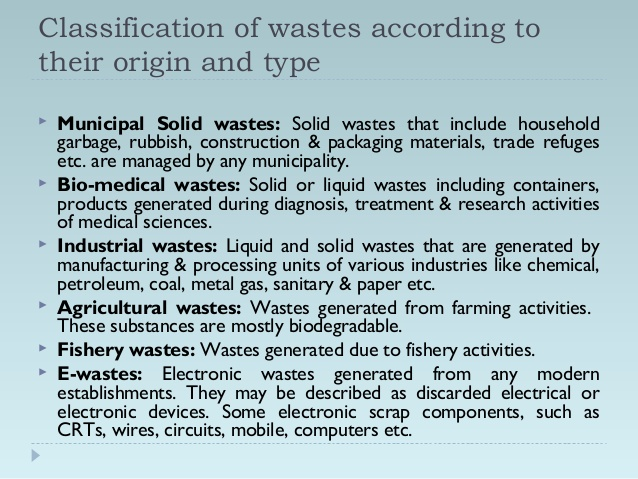 Classification of wastes according to
their origin and type
Municipal Solid wastes: Solid wastes that include household
garbage, rubbish, construction & packaging materials, trade refuges
etc. are managed by any municipality.
Bio-medical wastes: Solid or liquid wastes including containers,
products generated during diagnosis, treatment & research activities
of medical sciences.
Industrial wastes: Liquid and solid wastes that are generated by
manufacturing & processing units of various industries like chemical,
petroleum, coal, metal gas, sanitary & paper etc.
Agricultural wastes: Wastes generated from farming activities.
These substances are mostly biodegradable.
Fishery wastes: Wastes generated due to fishery activities.
E-wastes: Electronic wastes generated from any modern
establishments. They may be described as discarded electrical or
electronic devices. Some electronic scrap components, such as
CRTs, wires, circuits, mobile, computers etc.